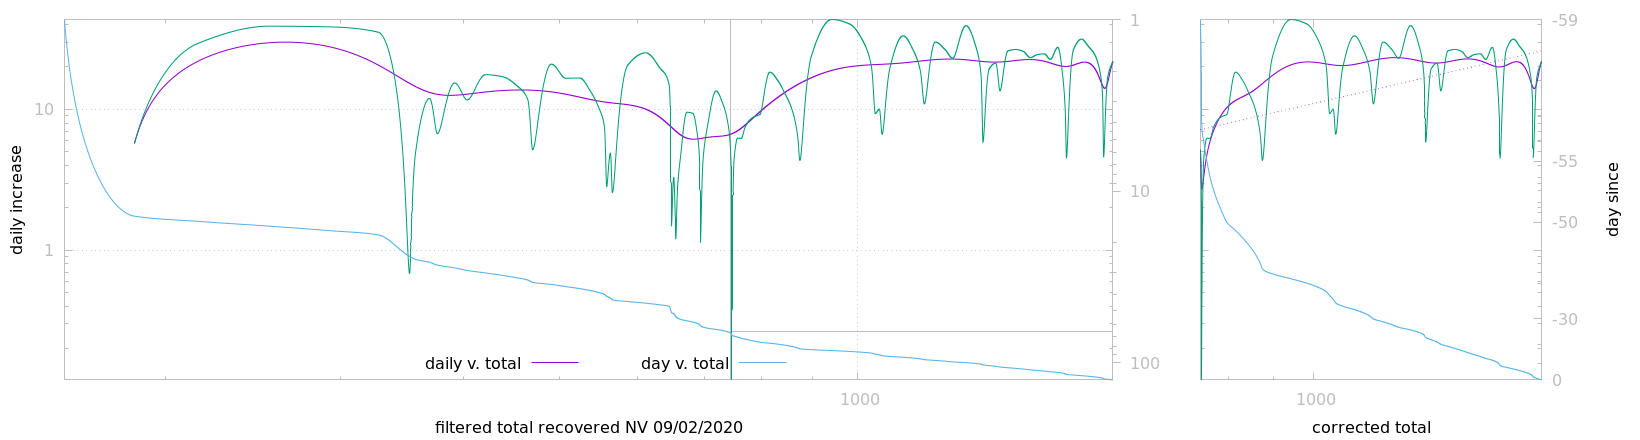 daily increase
10
1
daily v. total
day v. total
1
10
100
1000
filtered total recovered NV 09/02/2020
-59
-55
-50
-30
0
day since
1000
corrected total